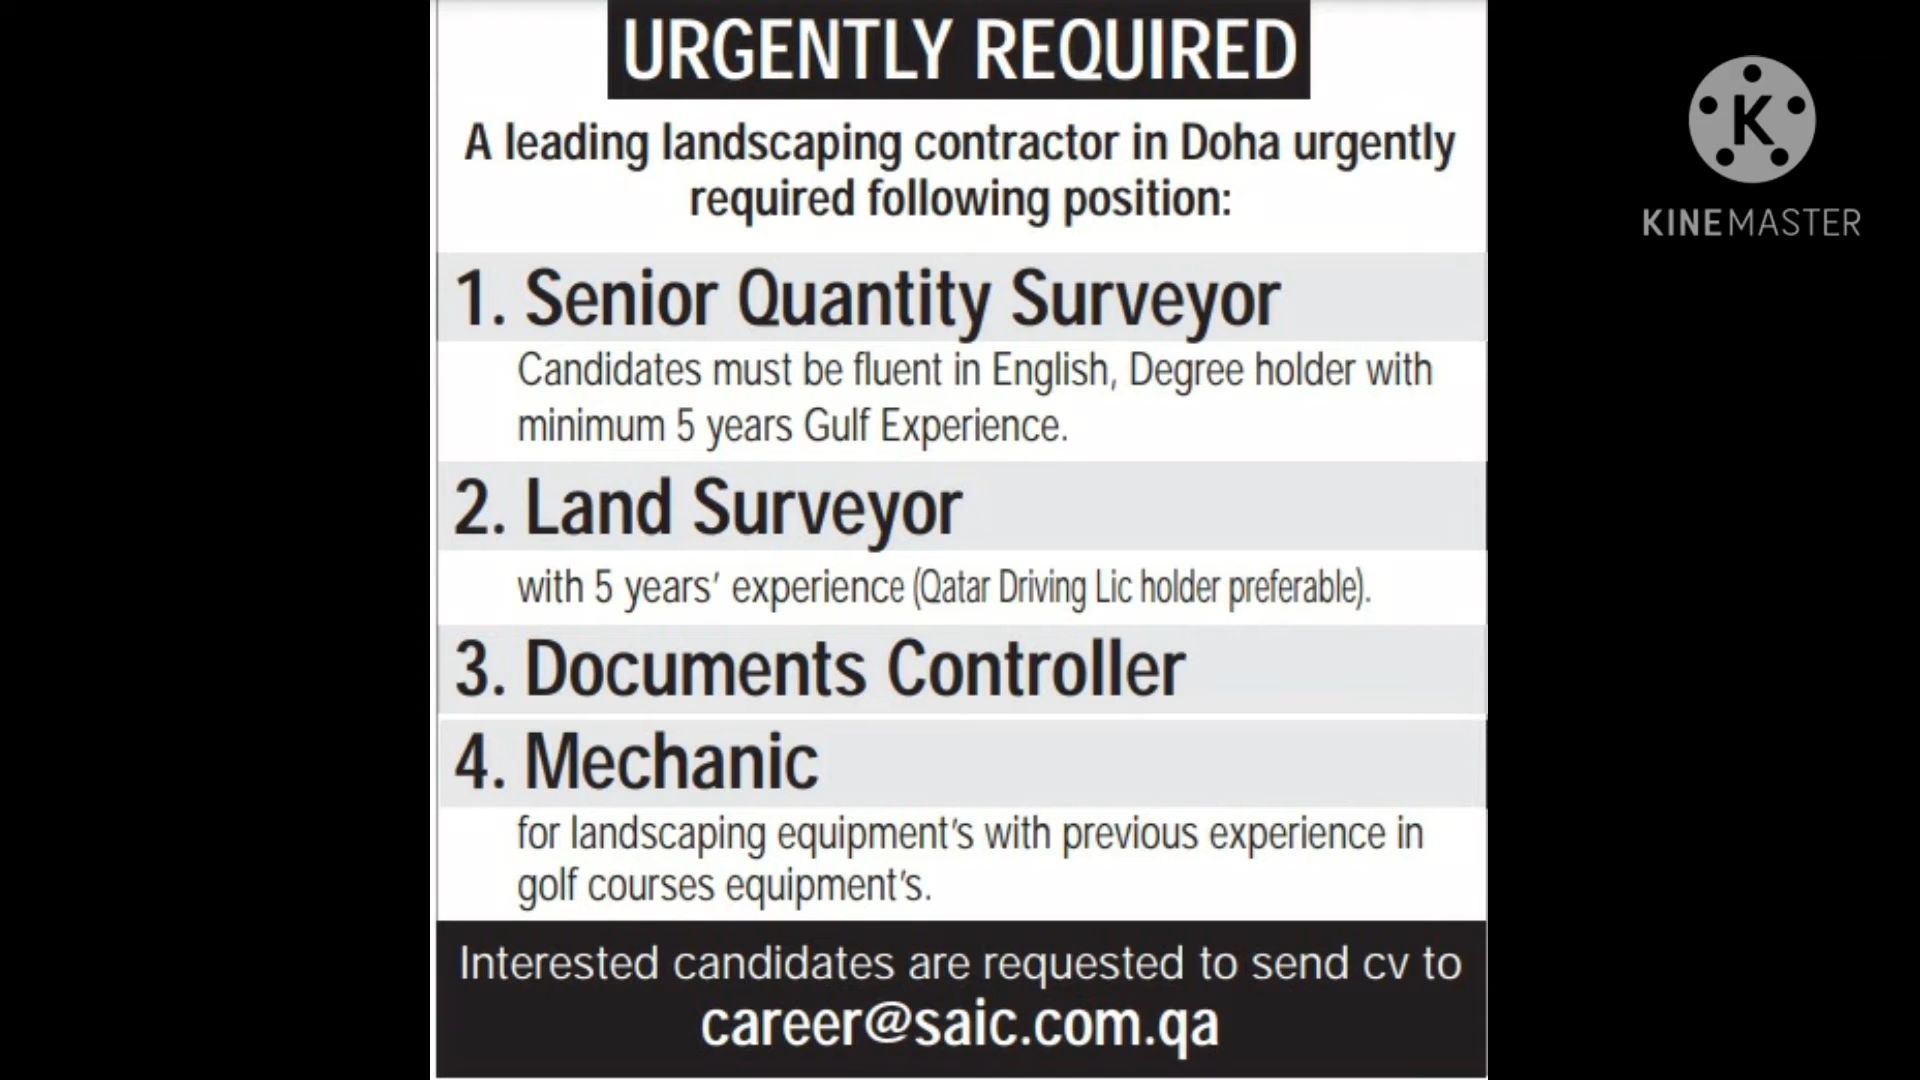 URGENTLY REQUIRED
A leading landscaping contractor in Doha urgently
required following position:
1. Senior Quantity Surveyor
Candidates must be fluent in English, Degree holder with
minimum 5 years Gulf Experience.
2. Land Surveyor
with 5 years’ experience (Qatar Driving Lic holder preferable).
3. Documents Controller
4. Mechanic
for landscaping equipment’s with previous experience in
golf courses equipment’s.
Interested candidates are requested to send cv to
career@saic.com.qa
K
KINEMASTER